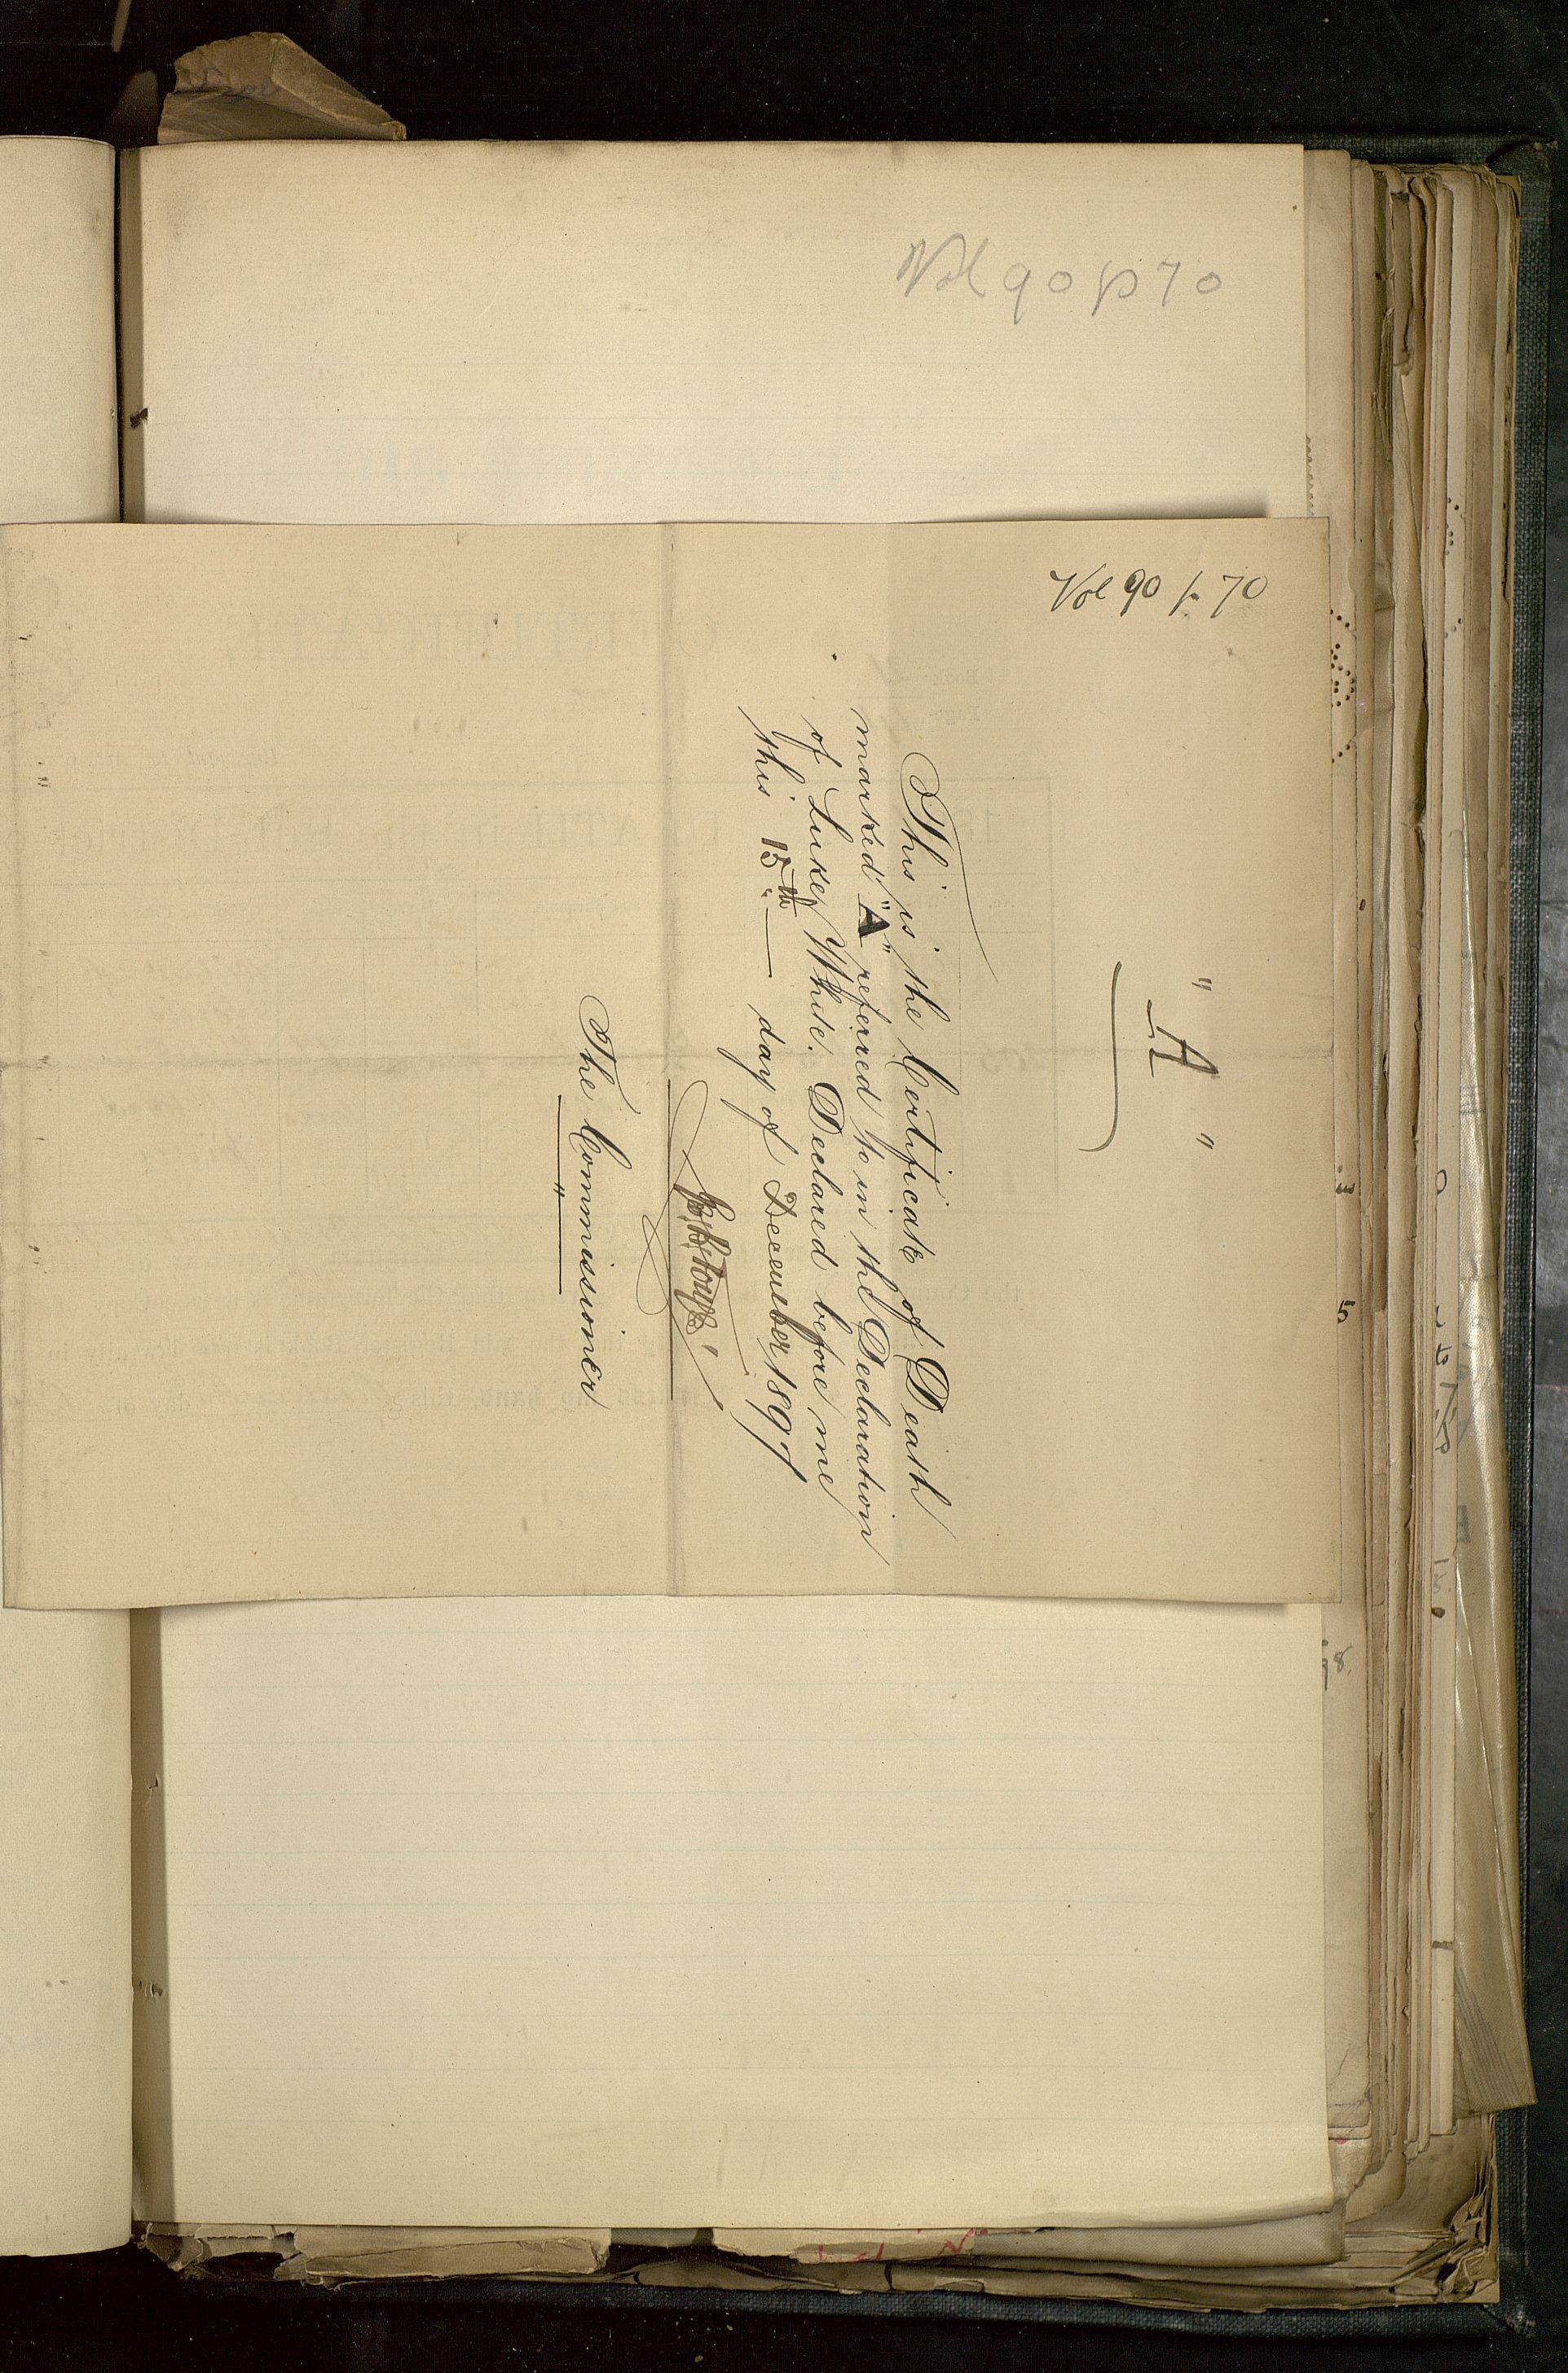 Vol 90 p 70
Vol 90 p. 70
"A"
This is the Certificate of Death
marked "A" referred to in the Declaration
of Lukey White. Declared before me
this 15th day of December 1897
The Commissioner